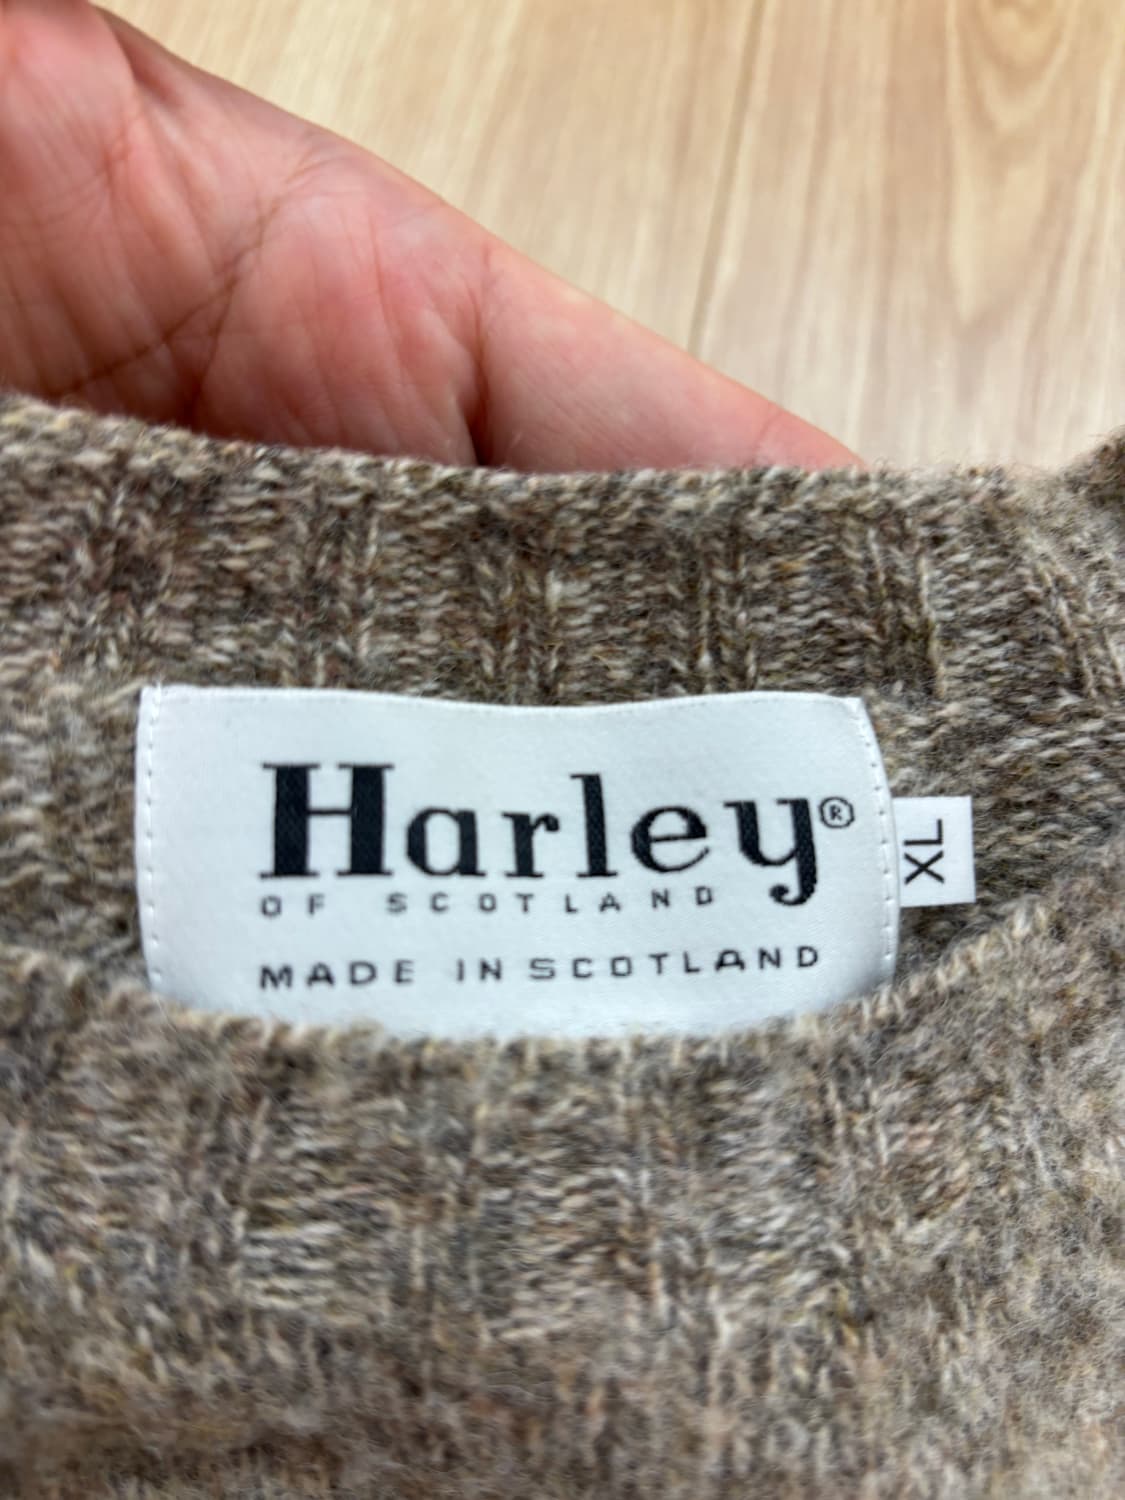 Harley®
OF SCOTLAND
MADE IN SCOTLAND
XL